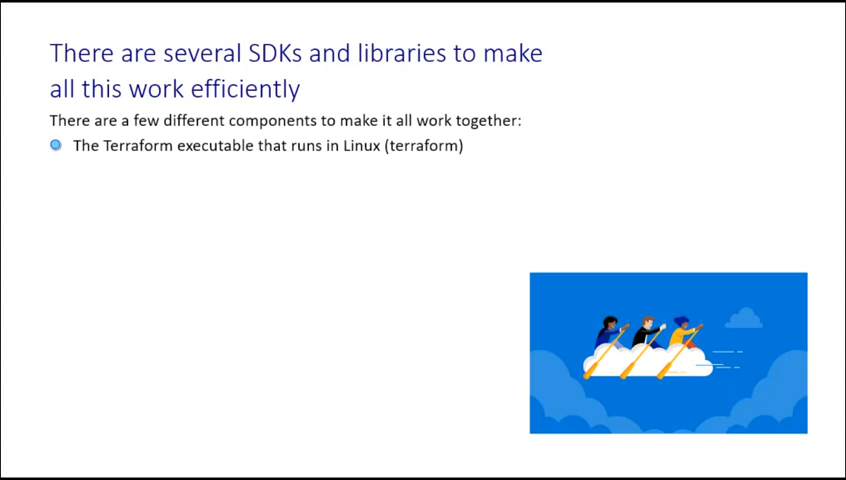 There are several SDKs and libraries to make
all this work efficiently
There are a few different components to make it all work together:
The Terraform executable that runs in Linux (terraform)